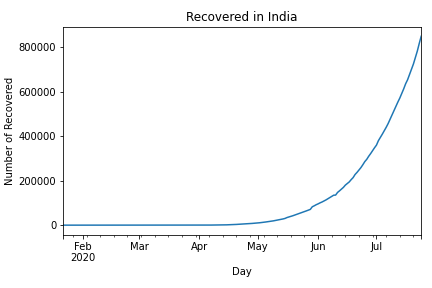 Recovered in India
Number of Recovered
800000
600000
400000
200000
0
Feb Mar Apr May Jun Jul
2020
Day